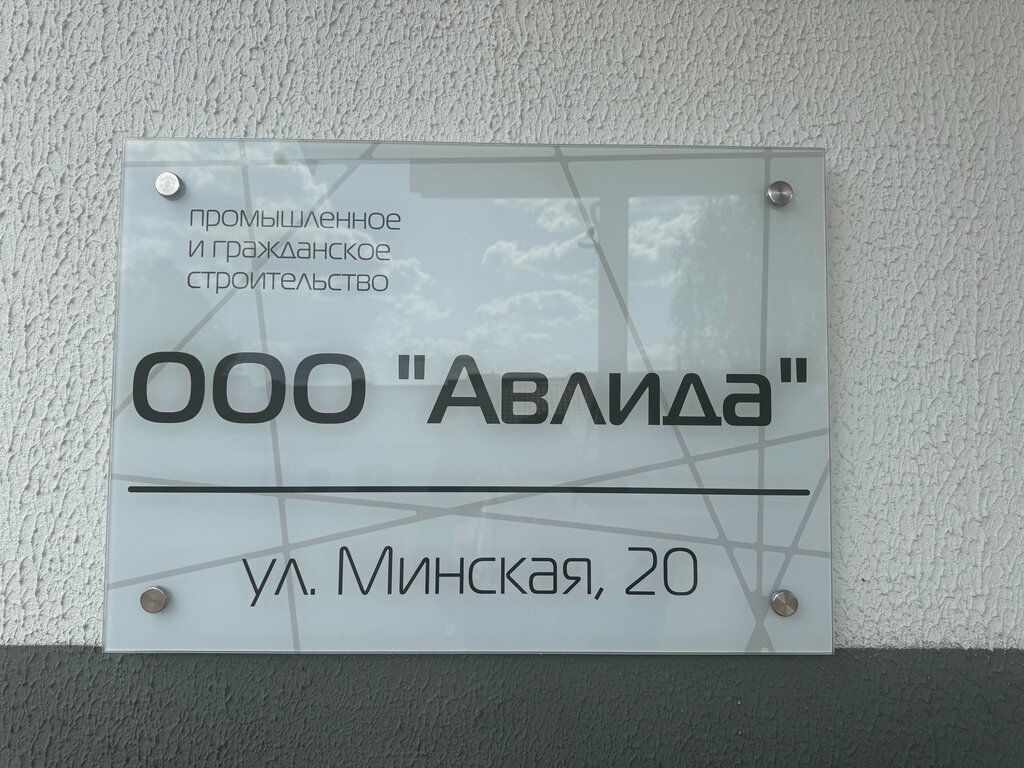 промышленное
и гражданское
строительство
ООО "Авлида"
ул. Минская, 20